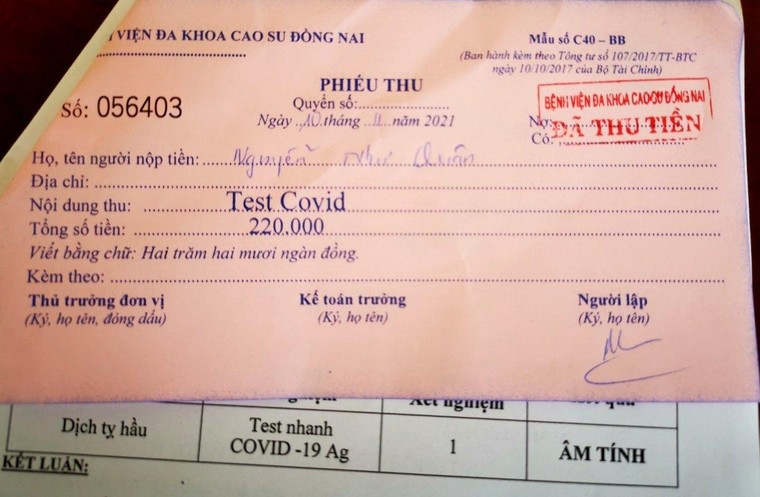 VIỆN ĐA KHOA CAO SU ĐỒNG NAI
Mẫu số C40 – BB
(Ban hành kèm theo Thông tư số 107/2017/TT-BTC
ngày 10/10/2017 của Bộ Tài Chính)
PHIẾU THU
Số: 056403
Quyển số:
Ngày 10 tháng 11 năm 2021
BỆNH VIỆN ĐA KHOA CAO SU ĐỒNG NAI
ĐÃ THU TIỀN
Nợ:
Có:
Họ, tên người nộp tiền: Nguyễn Như Quân
Địa chỉ:
Nội dung thu: Test Covid
Tổng số tiền: 220.000
Viết bằng chữ: Hai trăm hai mươi ngàn đồng.
Kèm theo:
Thủ trưởng đơn vị Kế toán trưởng Người lập
(Ký, họ tên, đóng dấu) (Ký, họ tên) (Ký, họ tên)
Xét nghiệm
Dịch tỵ hầu Test nhanh COVID -19 Ag 1 ÂM TÍNH
KẾT LUẬN: